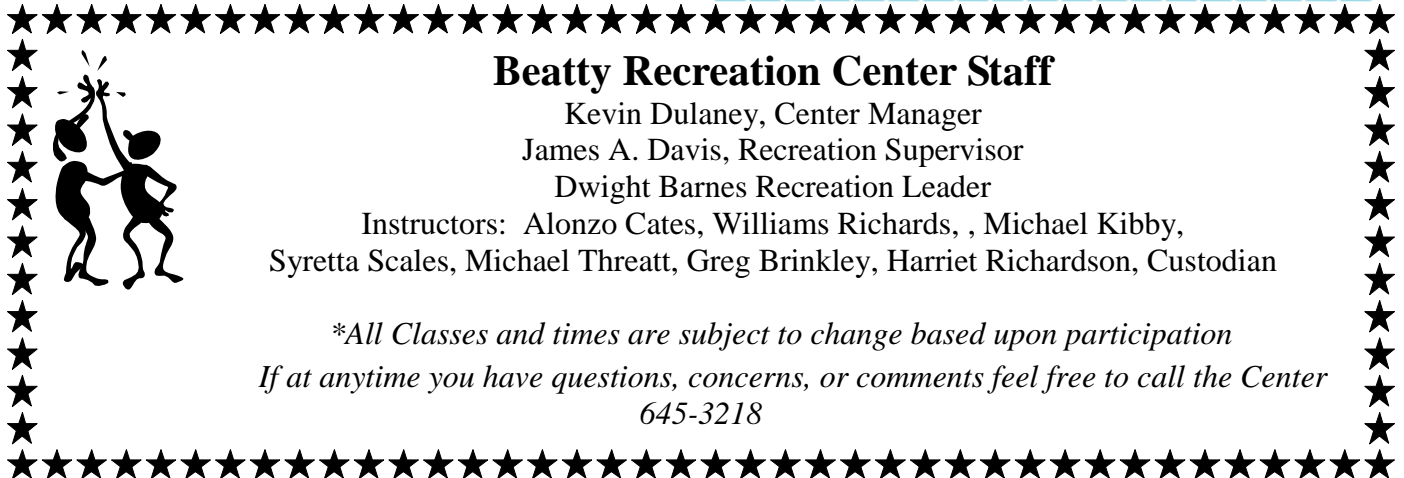 Beatty Recreation Center Staff
Kevin Dulaney, Center Manager
James A. Davis, Recreation Supervisor
Dwight Barnes Recreation Leader
Instructors:  Alonzo Cates, Williams Richards, , Michael Kibby,
Syretta Scales, Michael Threatt, Greg Brinkley, Harriet Richardson, Custodian
*All Classes and times are subject to change based upon participation
If at anytime you have questions, concerns, or comments feel free to call the Center
645-3218